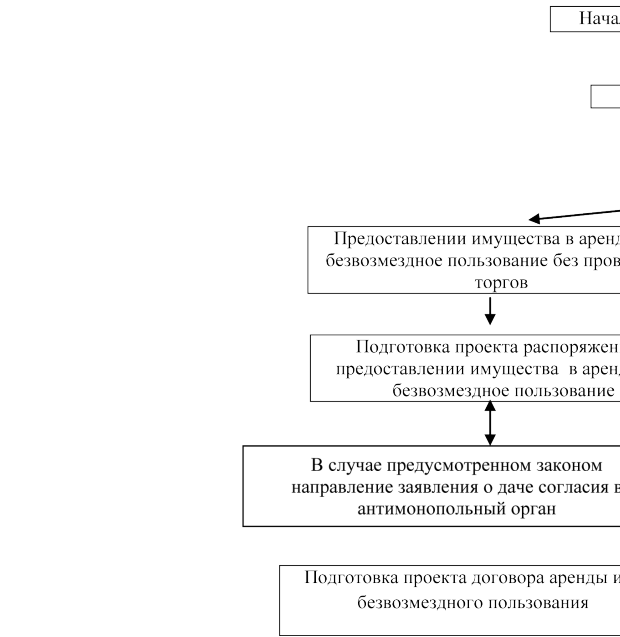 Нача
Предоставлении имущества в аренд
безвозмездное пользование без пров
торгов
Подготовка проекта распоряжен
предоставлении имущества в арен
безвозмездное пользование
В случае предусмотренном законом
направление заявления о даче согласия в
антимонопольный орган
Подготовка проекта договора аренды и
безвозмездного пользования